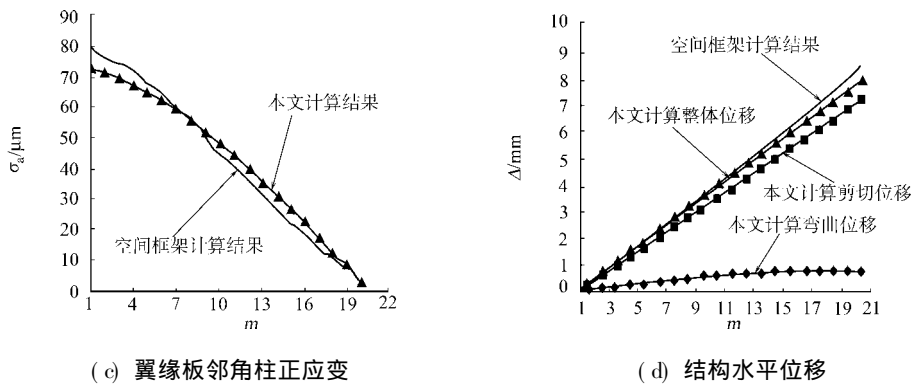 80
70
60
50
40
30
20
10
0
σa/μm
本文计算结果
空间框架计算结果
1 4 7 10 13 16 19 22
m
(c) 翼缘板邻角柱正应变
10
9
8
7
6
5
4
3
2
1
0
Δ/mm
空间框架计算结果
本文计算整体位移
本文计算剪切位移
本文计算弯曲位移
1 3 5 7 9 11 13 15 17 19 21
m
(d) 结构水平位移